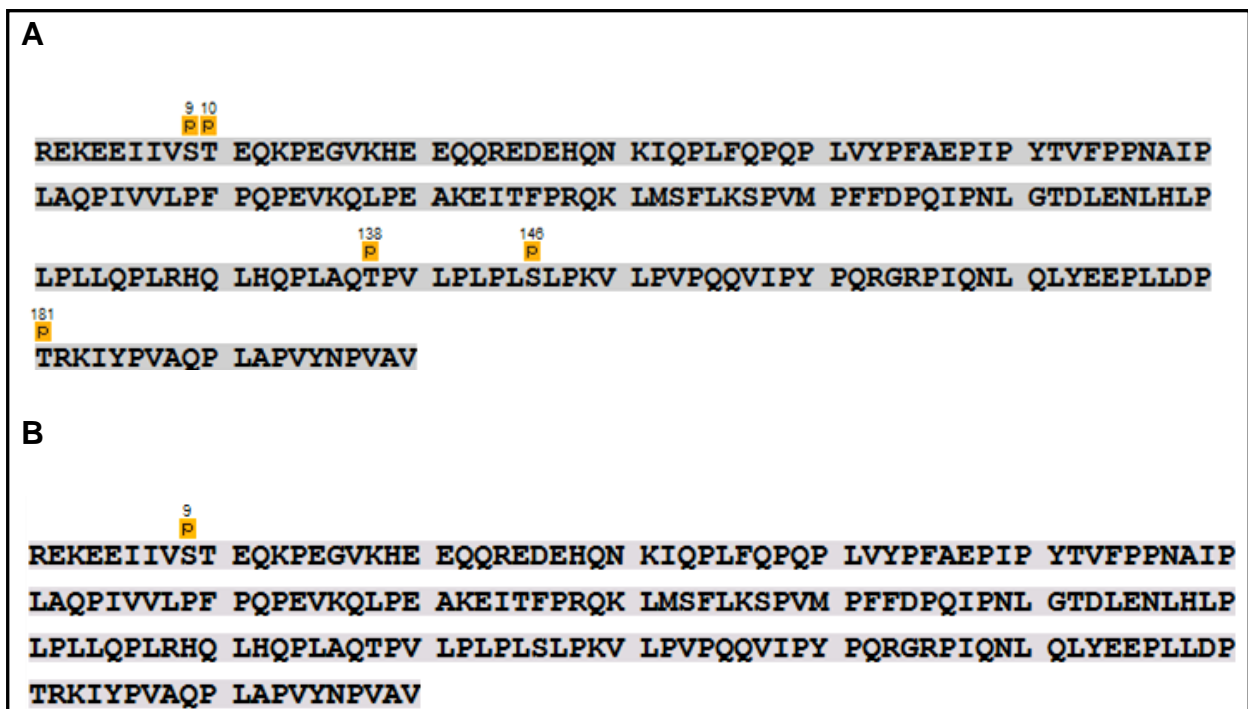 A
9 10
P P
REKEEIIVST EQKPEGVKHE EQQREDEHQN KIQPLFQPQP LVYPFAEPIP YTVFPPNAIP
LAQPIVVLPF PQPEVKQLPE AKEITFPRQK LMSFLKSPVM PFFDPQIPNL GTDLENLHLP
138 146
P P
LPLLQPLRHQ LHQPLAQTPV LPLPLSLPKV LPVPQQVIPY PQRGRPIQNL QLYEEPLLDP
181
P
TRKIYPVAQP LAPVYNPVAV
B
9
P
REKEEIIVST EQKPEGVKHE EQQREDEHQN KIQPLFQPQP LVYPFAEPIP YTVFPPNAIP
LAQPIVVLPF PQPEVKQLPE AKEITFPRQK LMSFLKSPVM PFFDPQIPNL GTDLENLHLP
LPLLQPLRHQ LHQPLAQTPV LPLPLSLPKV LPVPQQVIPY PQRGRPIQNL QLYEEPLLDP
TRKIYPVAQP LAPVYNPVAV